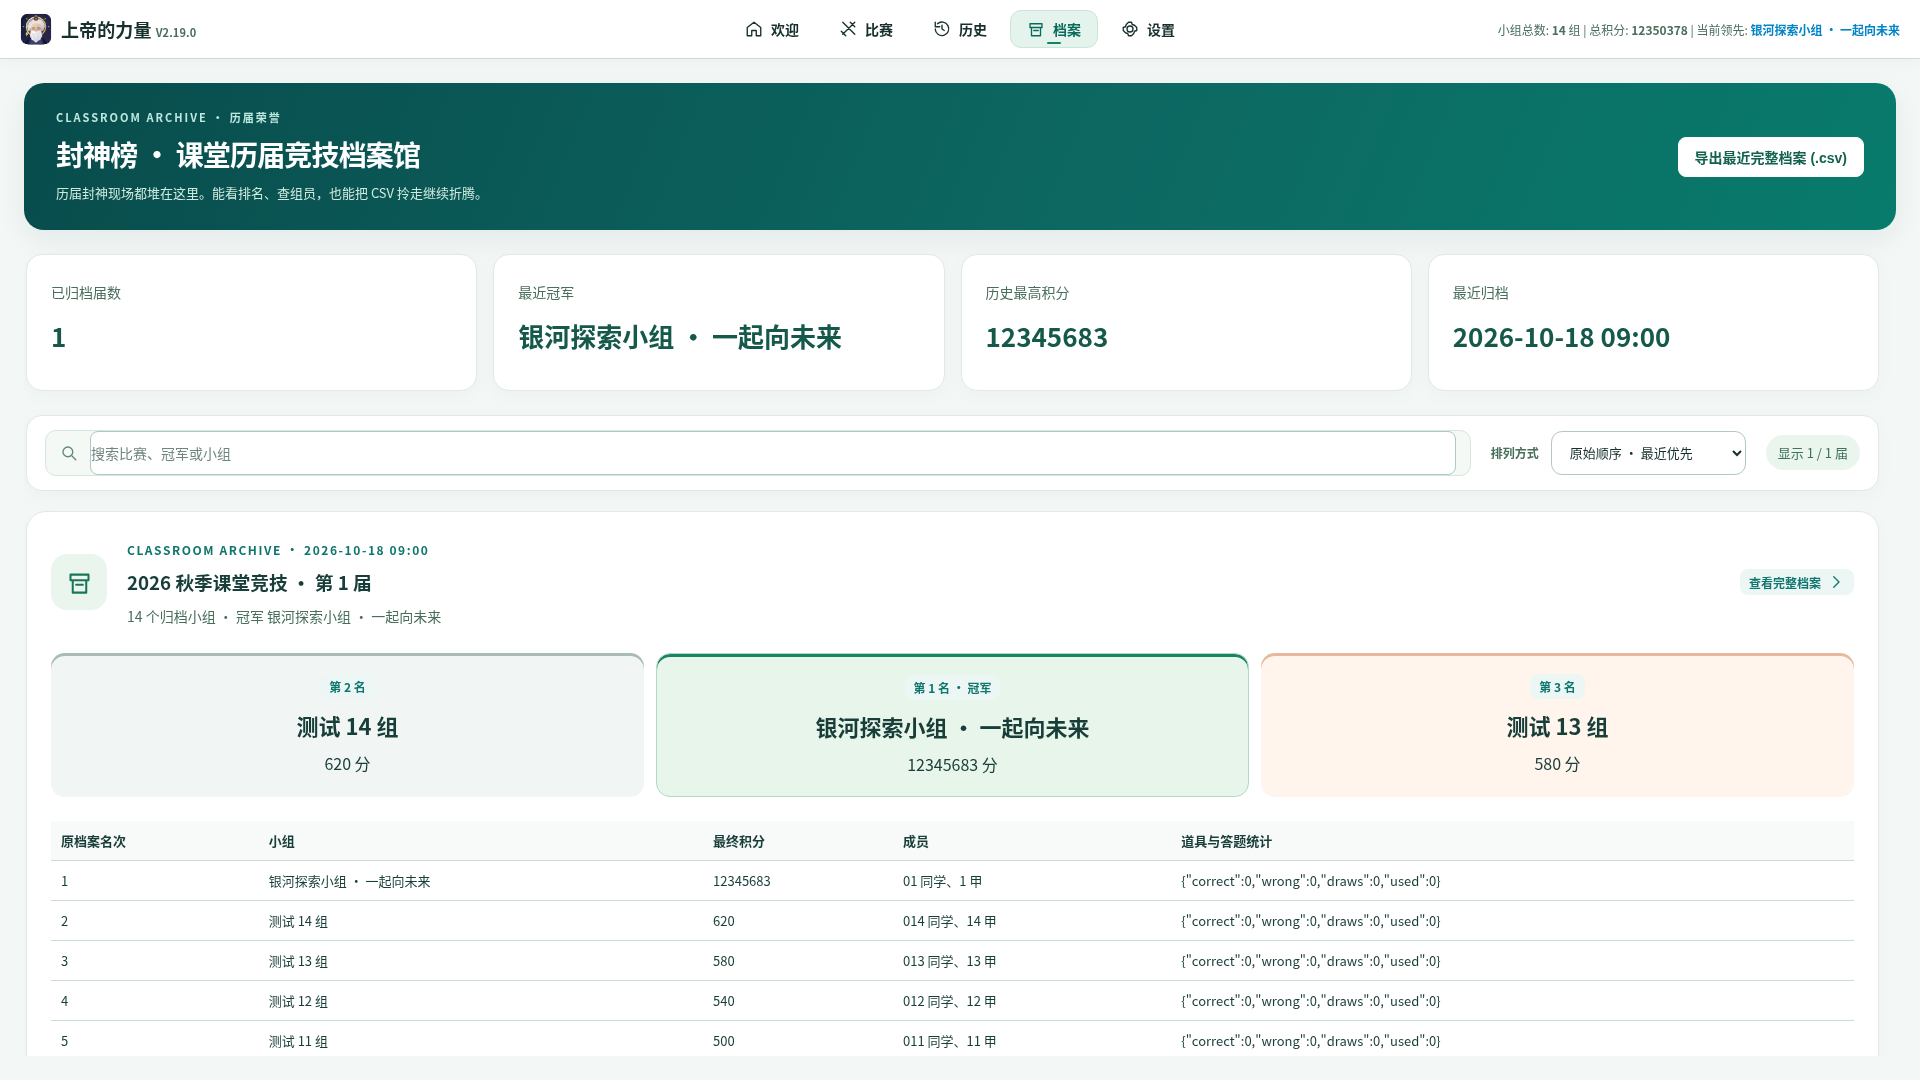 上帝的力量 V2.19.0
欢迎
比赛
历史
档案
设置
小组总数: 14 组 | 总积分: 12350378 | 当前领先: 银河探索小组 · 一起向未来
CLASSROOM ARCHIVE · 历届荣誉
封神榜 · 课堂历届竞技档案馆
历届封神现场都堆在这里。能看排名、查组员，也能把 CSV 拎走继续折腾。
导出最近完整档案 (.csv)
已归档届数
1
最近冠军
银河探索小组 · 一起向未来
历史最高积分
12345683
最近归档
2026-10-18 09:00
搜索比赛、冠军或小组
排列方式
原始顺序 · 最近优先
显示 1 / 1 届
CLASSROOM ARCHIVE · 2026-10-18 09:00
2026 秋季课堂竞技 · 第 1 届
14 个归档小组 · 冠军 银河探索小组 · 一起向未来
查看完整档案
第 2 名
测试 14 组
620 分
第 1 名 · 冠军
银河探索小组 · 一起向未来
12345683 分
第 3 名
测试 13 组
580 分
原档案名次 小组 最终积分 成员 道具与答题统计
1 银河探索小组 · 一起向未来 12345683 01 同学、1 甲 {"correct":0,"wrong":0,"draws":0,"used":0}
2 测试 14 组 620 014 同学、14 甲 {"correct":0,"wrong":0,"draws":0,"used":0}
3 测试 13 组 580 013 同学、13 甲 {"correct":0,"wrong":0,"draws":0,"used":0}
4 测试 12 组 540 012 同学、12 甲 {"correct":0,"wrong":0,"draws":0,"used":0}
5 测试 11 组 500 011 同学、11 甲 {"correct":0,"wrong":0,"draws":0,"used":0}